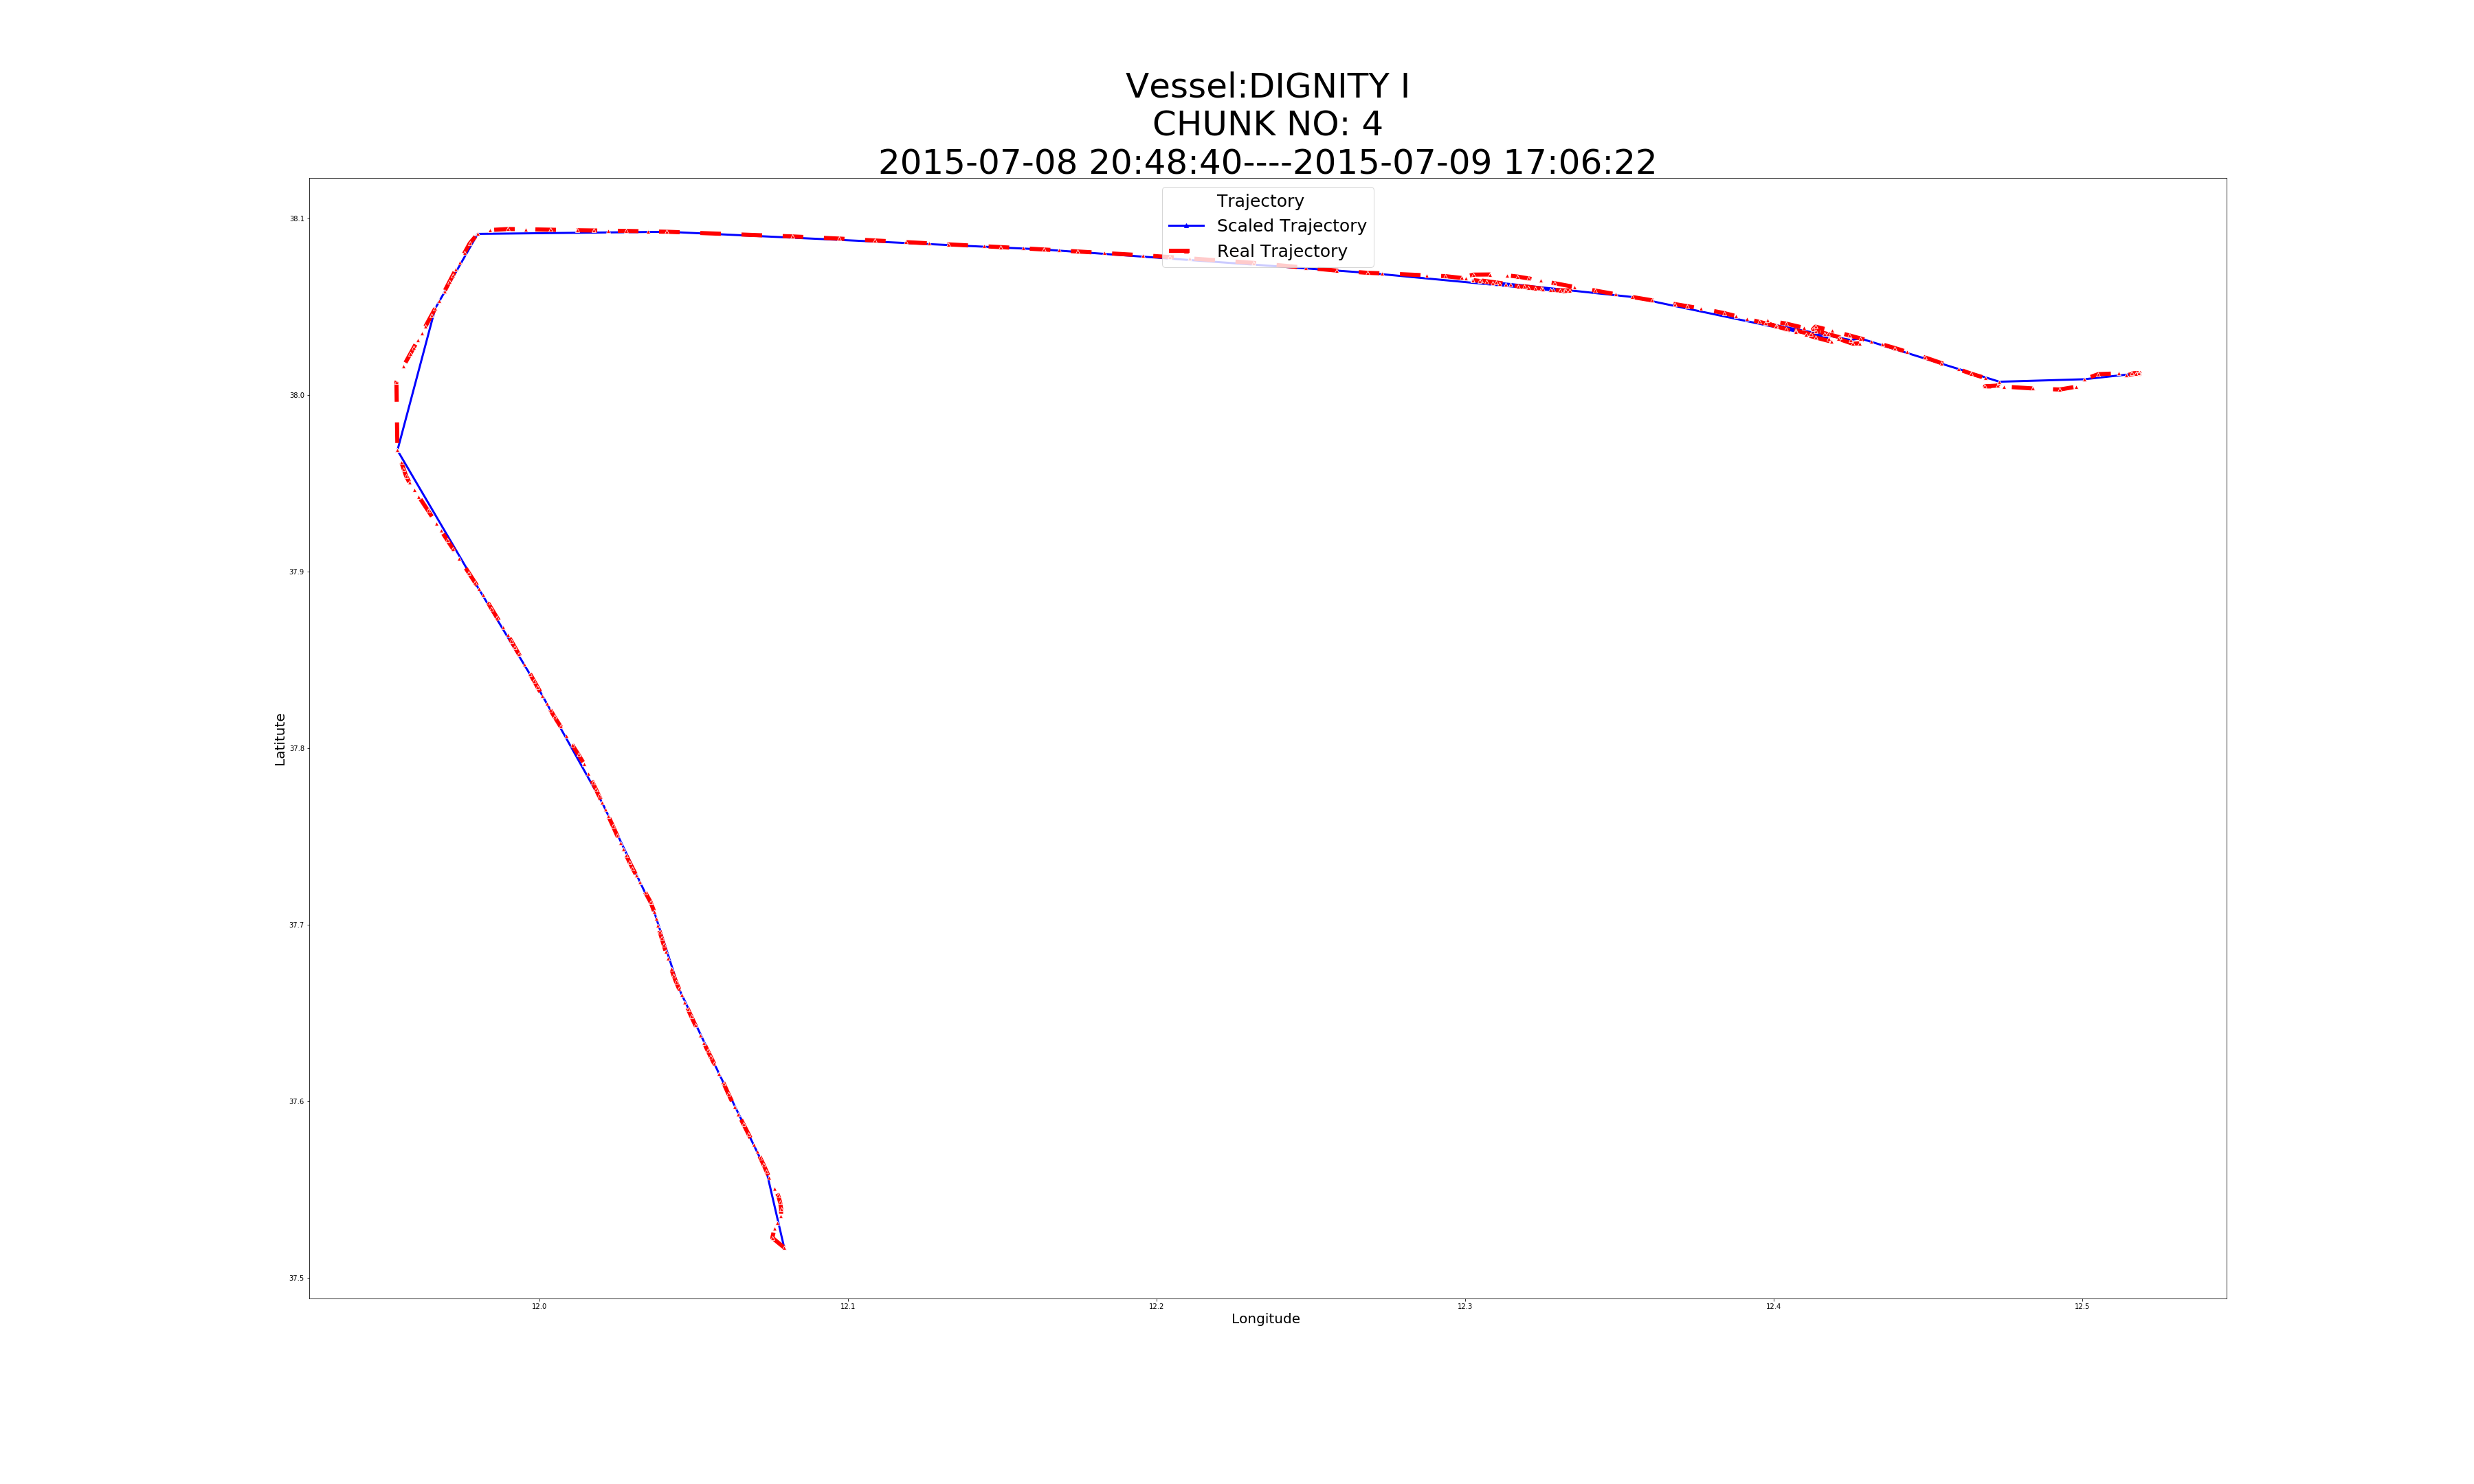 Vessel:DIGNITY I
CHUNK NO: 4
2015-07-08 20:48:40----2015-07-09 17:06:22
Trajectory
Scaled Trajectory
Real Trajectory
38.1
38.0
37.9
37.8
37.7
37.6
37.5
Latitute
12.0 12.1 12.2 12.3 12.4 12.5
Longitude